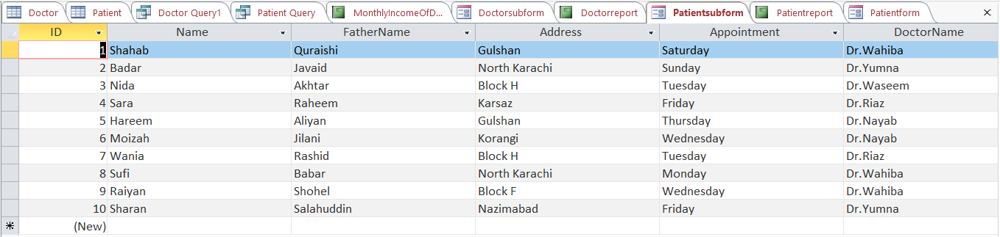 Doctor Patient Doctor Query1 Patient Query MonthlyIncomeOfD... Doctorsubform Doctorreport Patientsubform Patientreport Patientform
ID Name FatherName Address Appointment DoctorName
1 Shahab Quraishi Gulshan Saturday Dr.Wahiba
2 Badar Javaid North Karachi Sunday Dr.Yumna
3 Nida Akhtar Block H Tuesday Dr.Waseem
4 Sara Raheem Karsaz Friday Dr.Riaz
5 Hareem Aliyan Gulshan Thursday Dr.Nayab
6 Moizah Jilani Korangi Wednesday Dr.Nayab
7 Wania Rashid Block H Tuesday Dr.Riaz
8 Sufi Babar North Karachi Monday Dr.Wahiba
9 Raiyan Shohel Block F Wednesday Dr.Wahiba
10 Sharan Salahuddin Nazimabad Friday Dr.Yumna
(New)